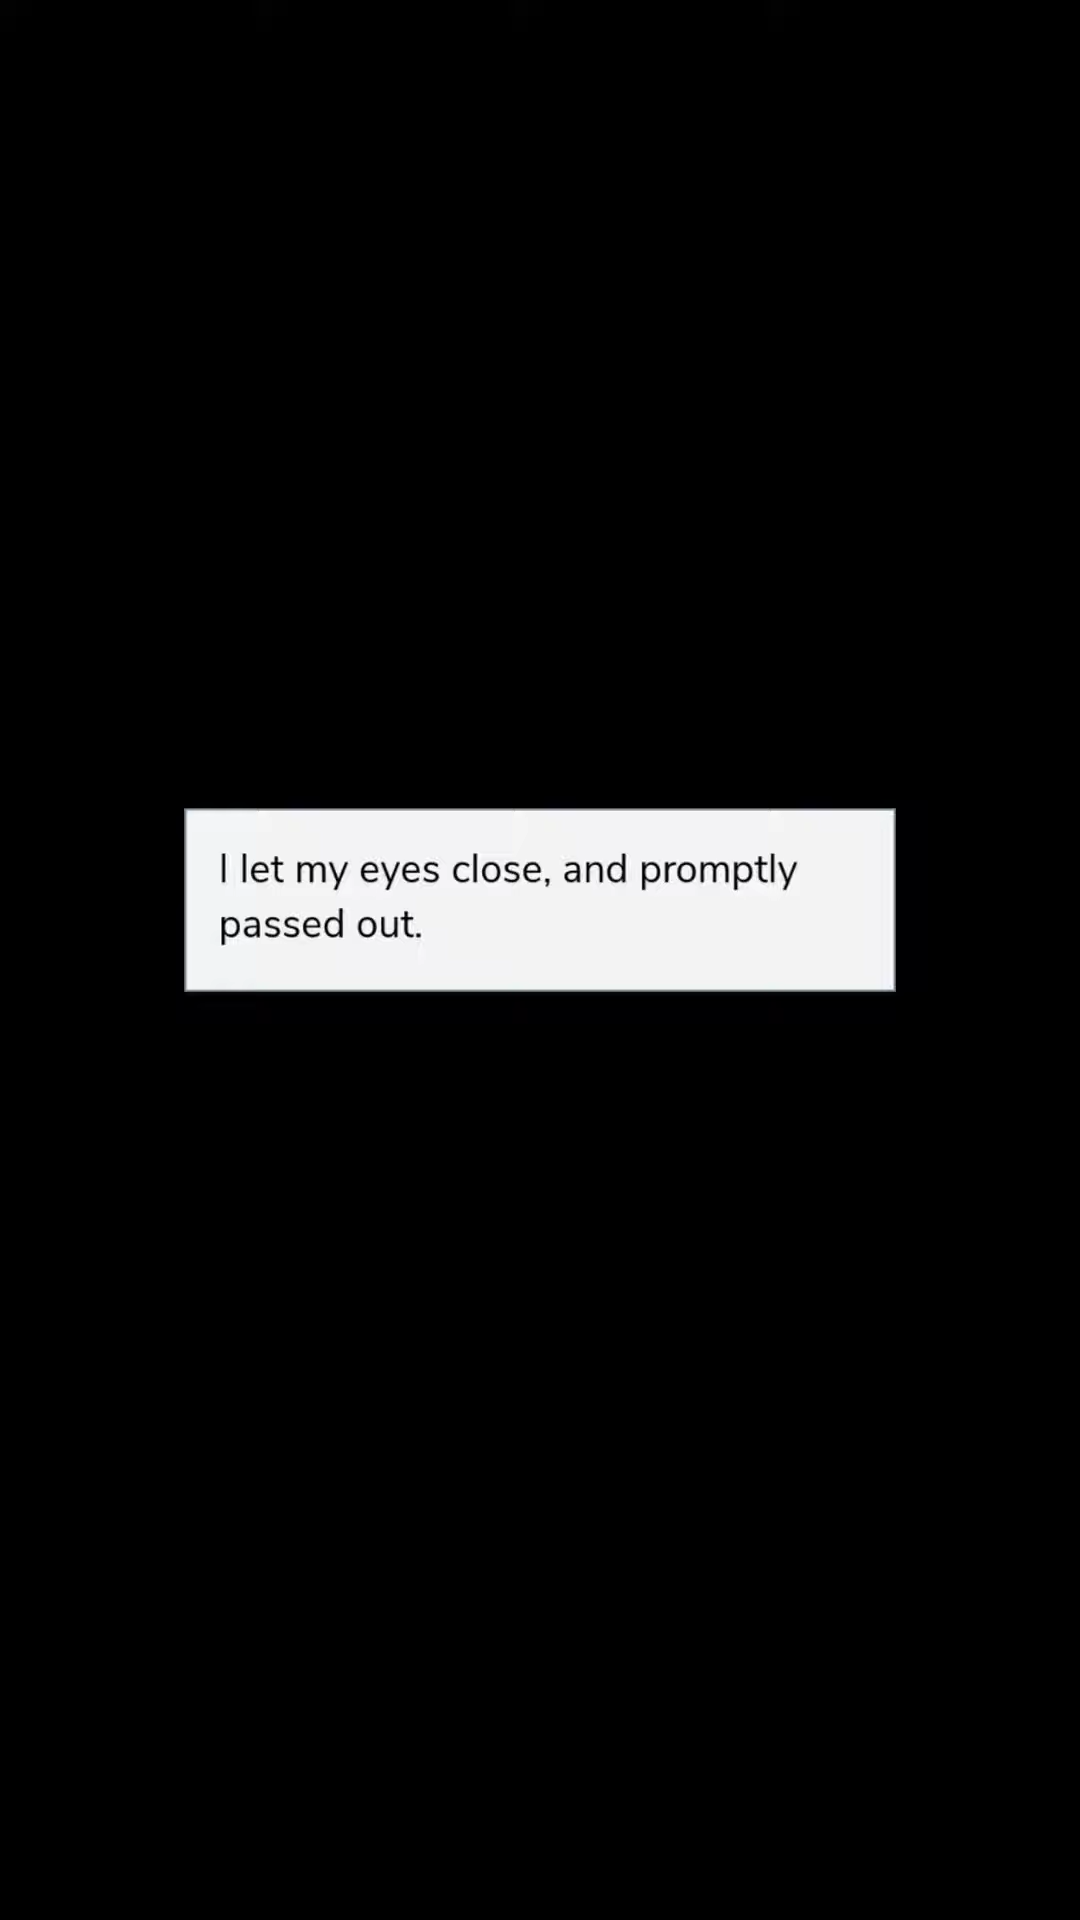 I let my eyes close, and promptly
passed out.